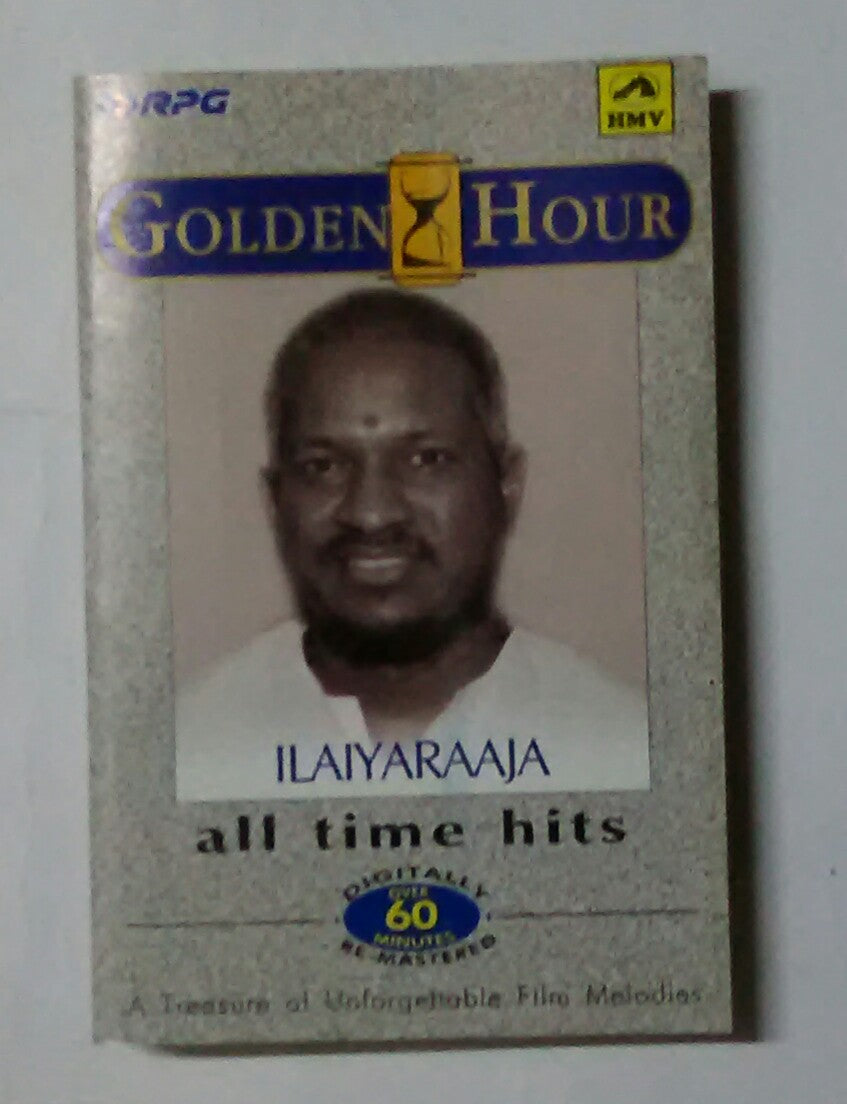 RPG
HMV
GOLDEN HOUR
ILAIYARAAJA
all time hits
DIGITALLY
OVER
60
MINUTES
RE-MASTERED
A Treasure of Unforgettable Film Melodies